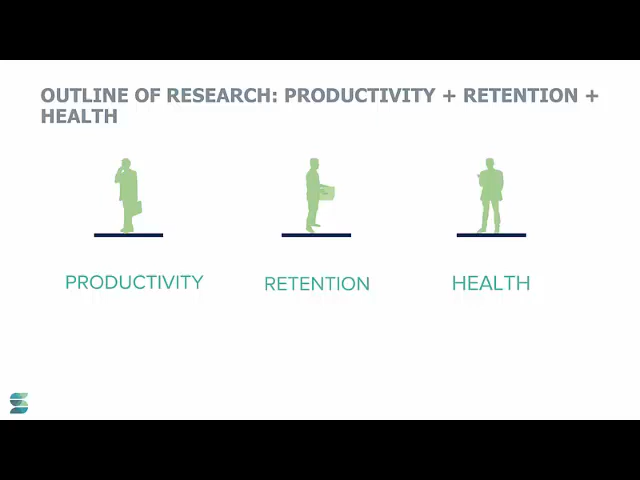 OUTLINE OF RESEARCH: PRODUCTIVITY + RETENTION +
HEALTH
PRODUCTIVITY
RETENTION
HEALTH